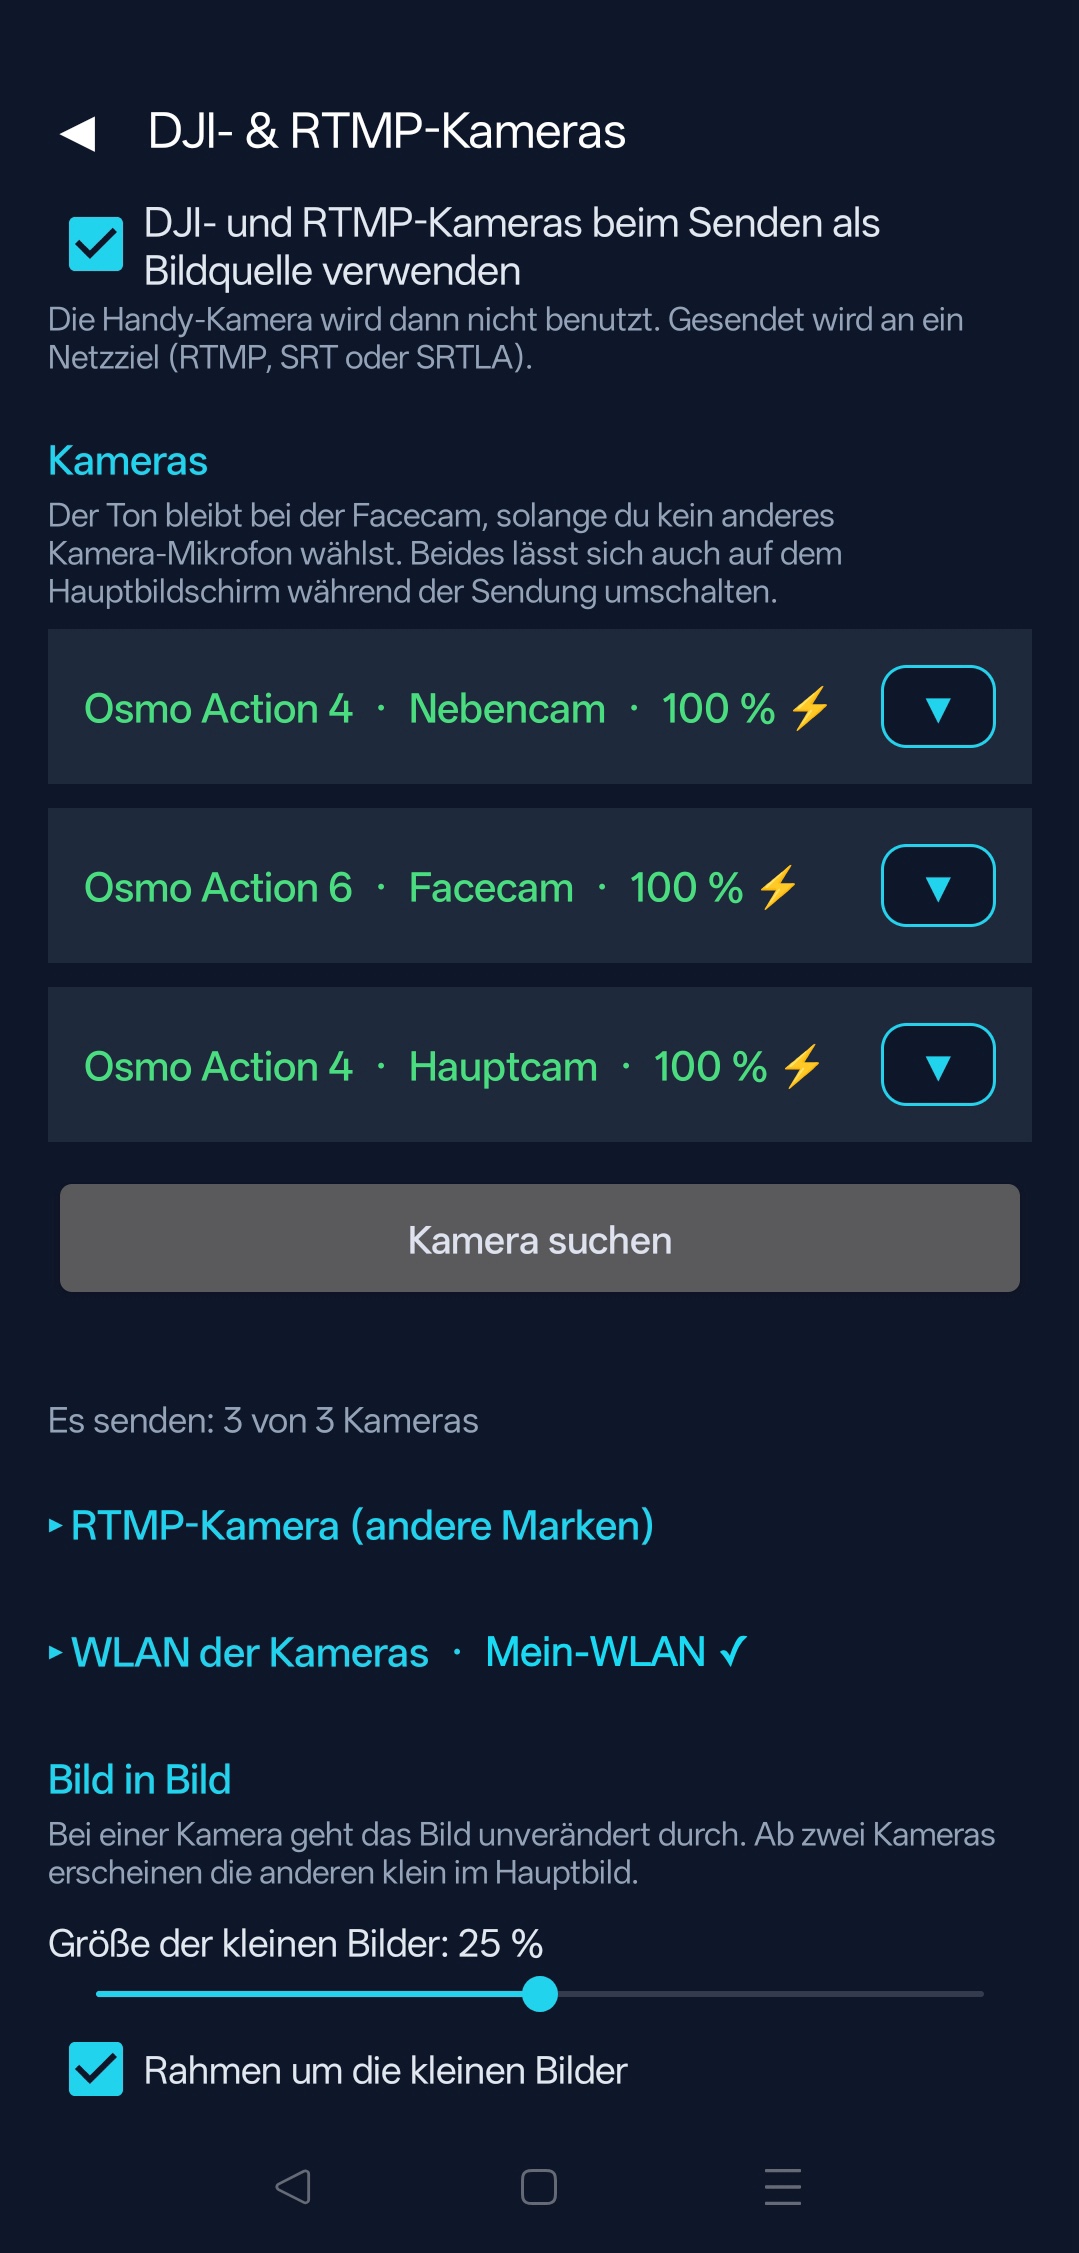 DJI- & RTMP-Kameras
DJI- und RTMP-Kameras beim Senden als
Bildquelle verwenden
Die Handy-Kamera wird dann nicht benutzt. Gesendet wird an ein
Netzziel (RTMP, SRT oder SRTLA).
Kameras
Der Ton bleibt bei der Facecam, solange du kein anderes
Kamera-Mikrofon wählst. Beides lässt sich auch auf dem
Hauptbildschirm während der Sendung umschalten.
Osmo Action 4 · Nebencam · 100 % ⚡
Osmo Action 6 · Facecam · 100 % ⚡
Osmo Action 4 · Hauptcam · 100 % ⚡
Kamera suchen
Es senden: 3 von 3 Kameras
▸ RTMP-Kamera (andere Marken)
▸ WLAN der Kameras · Mein-WLAN ✓
Bild in Bild
Bei einer Kamera geht das Bild unverändert durch. Ab zwei Kameras
erscheinen die anderen klein im Hauptbild.
Größe der kleinen Bilder: 25 %
Rahmen um die kleinen Bilder